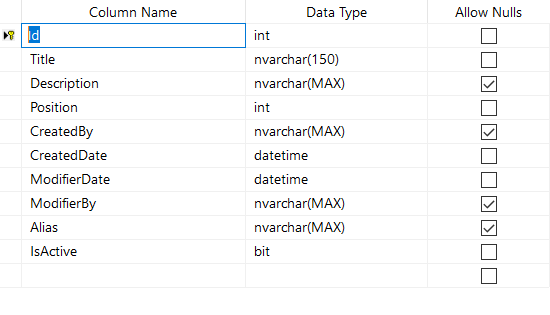 Column Name Data Type Allow Nulls
Id int
Title nvarchar(150)
Description nvarchar(MAX)
Position int
CreatedBy nvarchar(MAX)
CreatedDate datetime
ModifierDate datetime
ModifierBy nvarchar(MAX)
Alias nvarchar(MAX)
IsActive bit